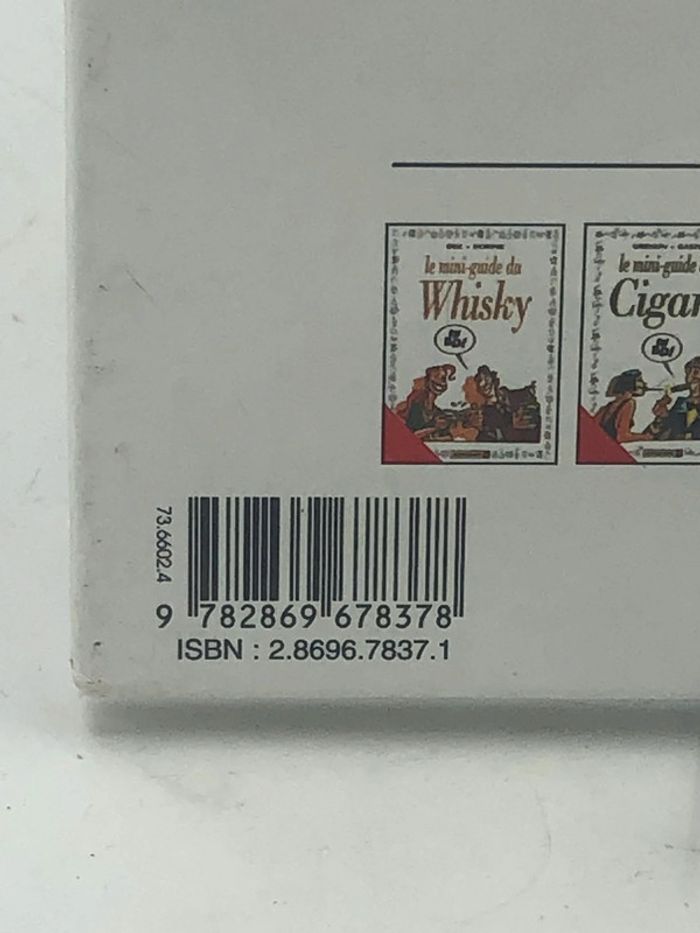 le mini-guide du
Whisky
le mini-guide
Cigar
73.6602.4
9 782869 678378
ISBN : 2.8696.7837.1